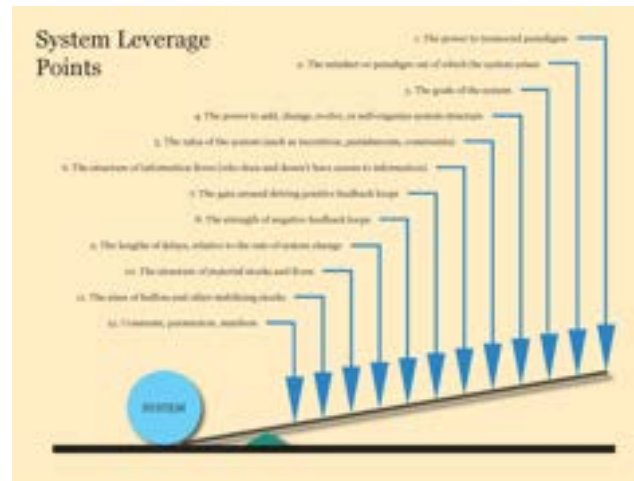 System Leverage
Points
1. The power to transcend paradigms
2. The mindset or paradigm out of which the system arises
3. The goals of the system
4. The power to add, change, evolve, or self-organize system structure
5. The rules of the system (such as incentives, punishments, constraints)
6. The structure of information flows (who does and doesn't have access to information)
7. The gain around driving positive feedback loops
8. The strength of negative feedback loops
9. The lengths of delays, relative to the rate of system change
10. The structure of material stocks and flows
11. The sizes of buffers and other stabilizing stocks
12. Constants, parameters, numbers
SYSTEM